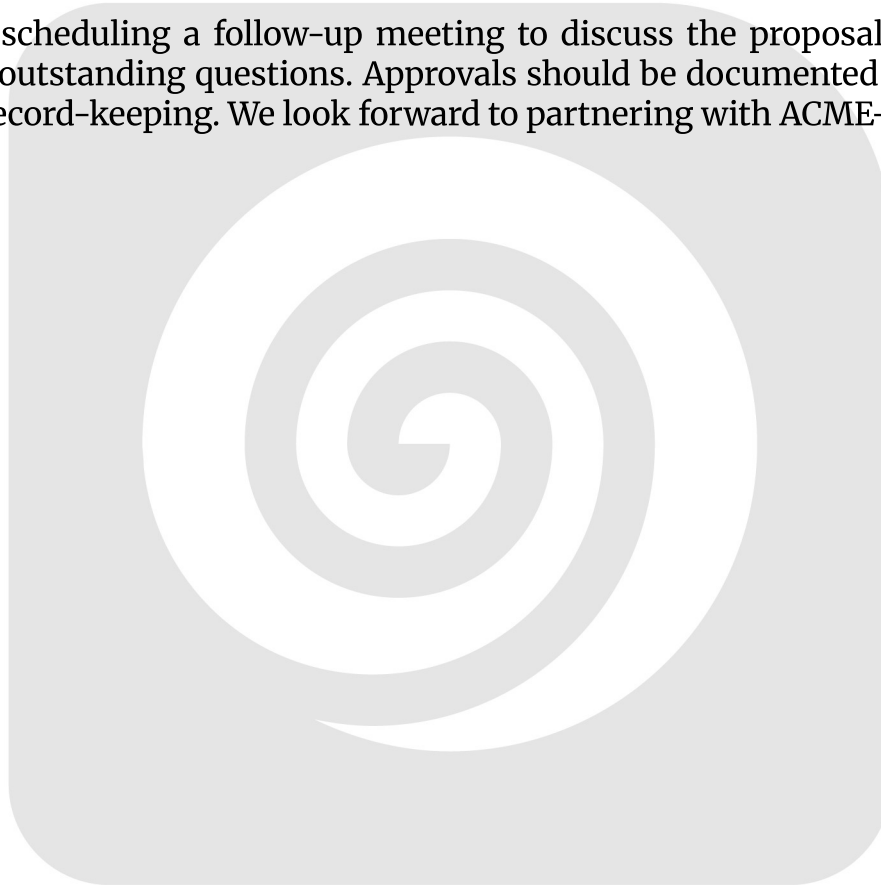 scheduling a follow-up meeting to discuss the proposal
outstanding questions. Approvals should be documented
ecord-keeping. We look forward to partnering with ACME-